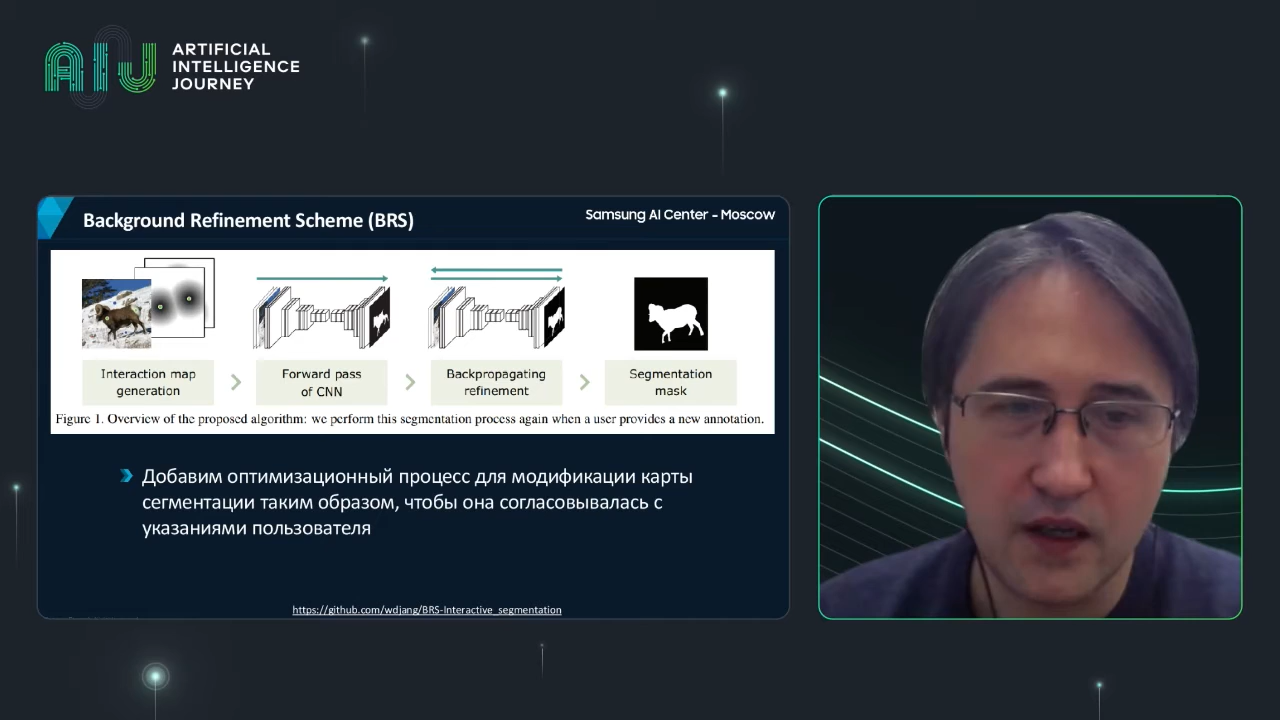 ARTIFICIAL
INTELLIGENCE
JOURNEY
Background Refinement Scheme (BRS)
Samsung AI Center - Moscow
Interaction map
generation
Forward pass
of CNN
Backpropagating
refinement
Segmentation
mask
Figure 1. Overview of the proposed algorithm: we perform this segmentation process again when a user provides a new annotation.
Добавим оптимизационный процесс для модификации карты
сегментации таким образом, чтобы она согласовывалась с
указаниями пользователя
https://github.com/wdjang/BRS-Interactive_segmentation